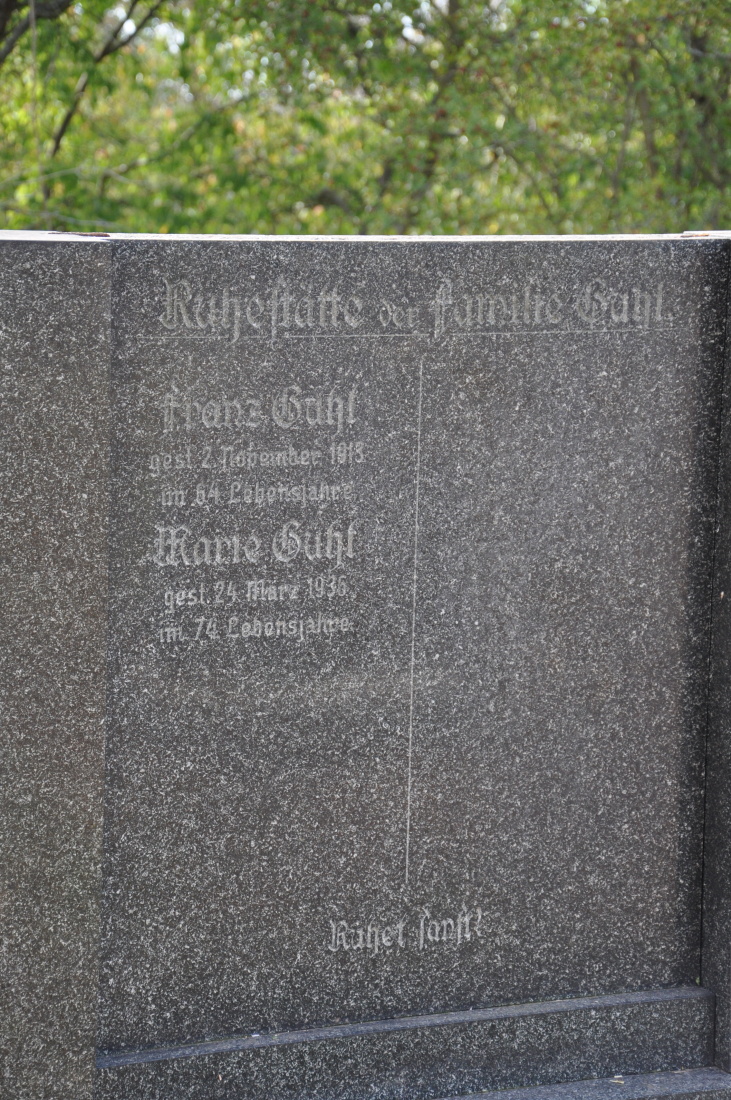 Ruhestätte der Familie Guhl.
Franz Guhl
gest. 2. November 1918
im 64. Lebensjahre.
Marie Guhl
gest. 24. März 1936
im 74. Lebensjahre.
Ruhet sanft!